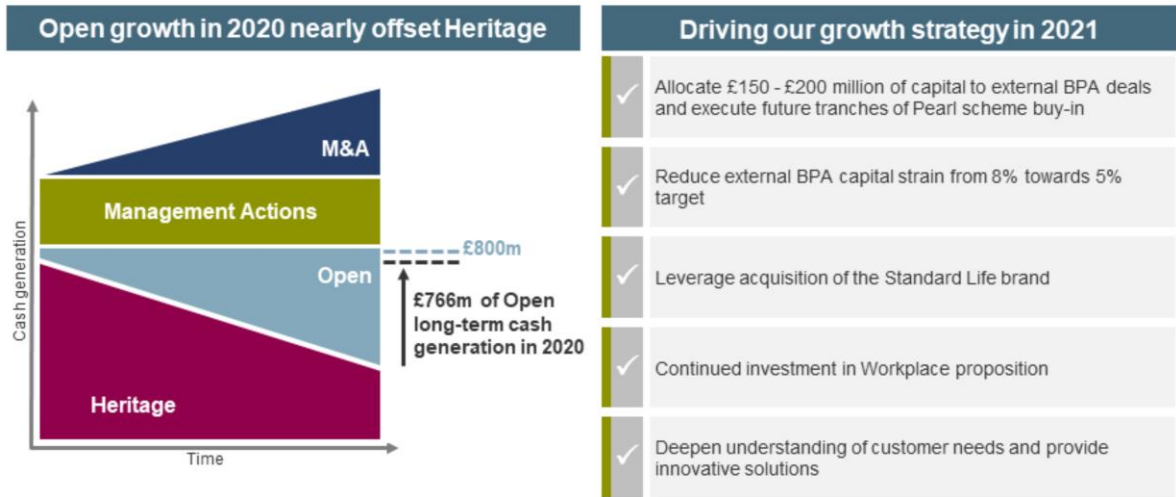 Open growth in 2020 nearly offset Heritage
Cash generation
M&A
Management Actions
£800m
Open
£766m of Open
long-term cash
generation in 2020
Heritage
Time
Driving our growth strategy in 2021
Allocate £150 - £200 million of capital to external BPA deals
and execute future tranches of Pearl scheme buy-in
Reduce external BPA capital strain from 8% towards 5%
target
Leverage acquisition of the Standard Life brand
Continued investment in Workplace proposition
Deepen understanding of customer needs and provide
innovative solutions